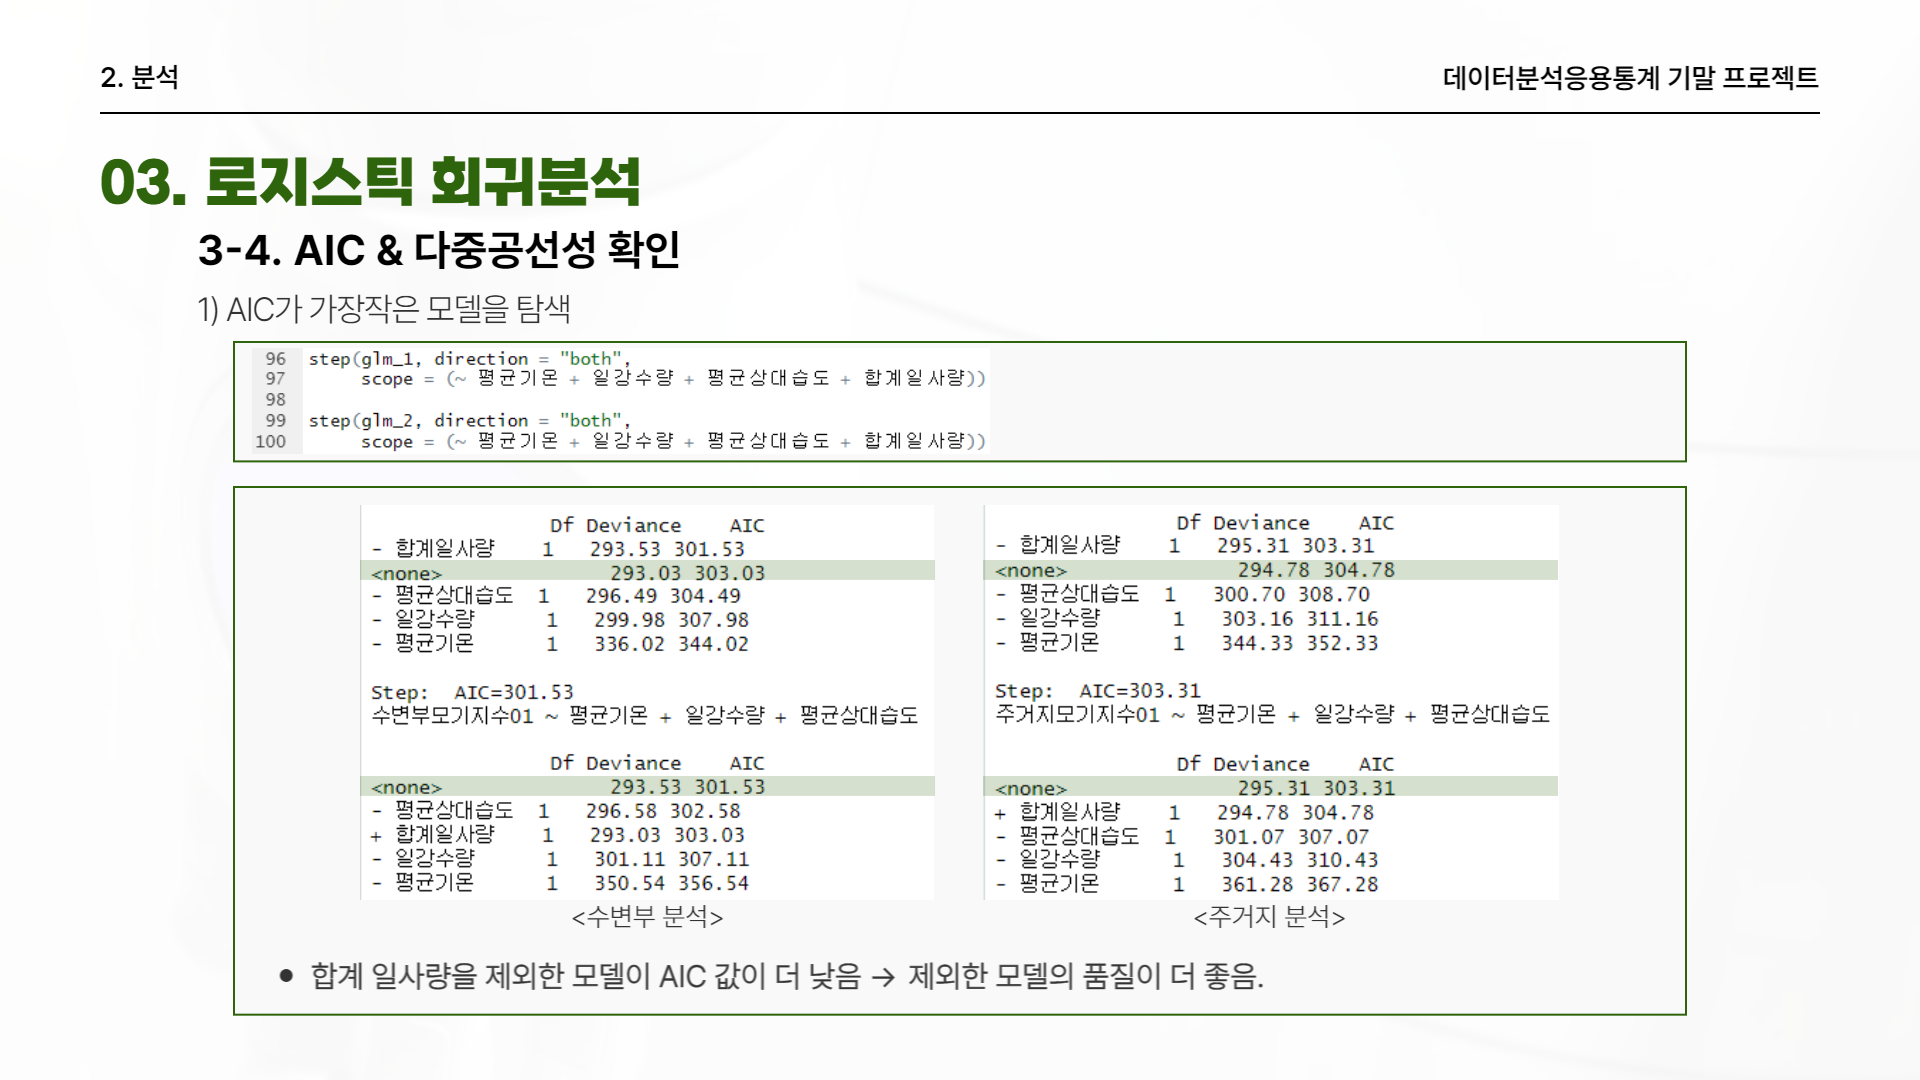 2. 분석
데이터분석응용통계 기말 프로젝트
03. 로지스틱 회귀분석
3-4. AIC & 다중공선성 확인
1) AIC가 가장작은 모델을 탐색
96 step(glm_1, direction = "both",
97 scope = (~ 평균기온 + 일강수량 + 평균상대습도 + 합계일사량))
98
99 step(glm_2, direction = "both",
100 scope = (~ 평균기온 + 일강수량 + 평균상대습도 + 합계일사량))
Df Deviance AIC
- 합계일사량 1 293.53 301.53
<none> 293.03 303.03
- 평균상대습도 1 296.49 304.49
- 일강수량 1 299.98 307.98
- 평균기온 1 336.02 344.02
Step: AIC=301.53
수변부모기지수01 ~ 평균기온 + 일강수량 + 평균상대습도
Df Deviance AIC
<none> 293.53 301.53
- 평균상대습도 1 296.58 302.58
+ 합계일사량 1 293.03 303.03
- 일강수량 1 301.11 307.11
- 평균기온 1 350.54 356.54
<수변부 분석>
Df Deviance AIC
- 합계일사량 1 295.31 303.31
<none> 294.78 304.78
- 평균상대습도 1 300.70 308.70
- 일강수량 1 303.16 311.16
- 평균기온 1 344.33 352.33
Step: AIC=303.31
주거지모기지수01 ~ 평균기온 + 일강수량 + 평균상대습도
Df Deviance AIC
<none> 295.31 303.31
+ 합계일사량 1 294.78 304.78
- 평균상대습도 1 301.07 307.07
- 일강수량 1 304.43 310.43
- 평균기온 1 361.28 367.28
<주거지 분석>
● 합계 일사량을 제외한 모델이 AIC 값이 더 낮음 → 제외한 모델의 품질이 더 좋음.